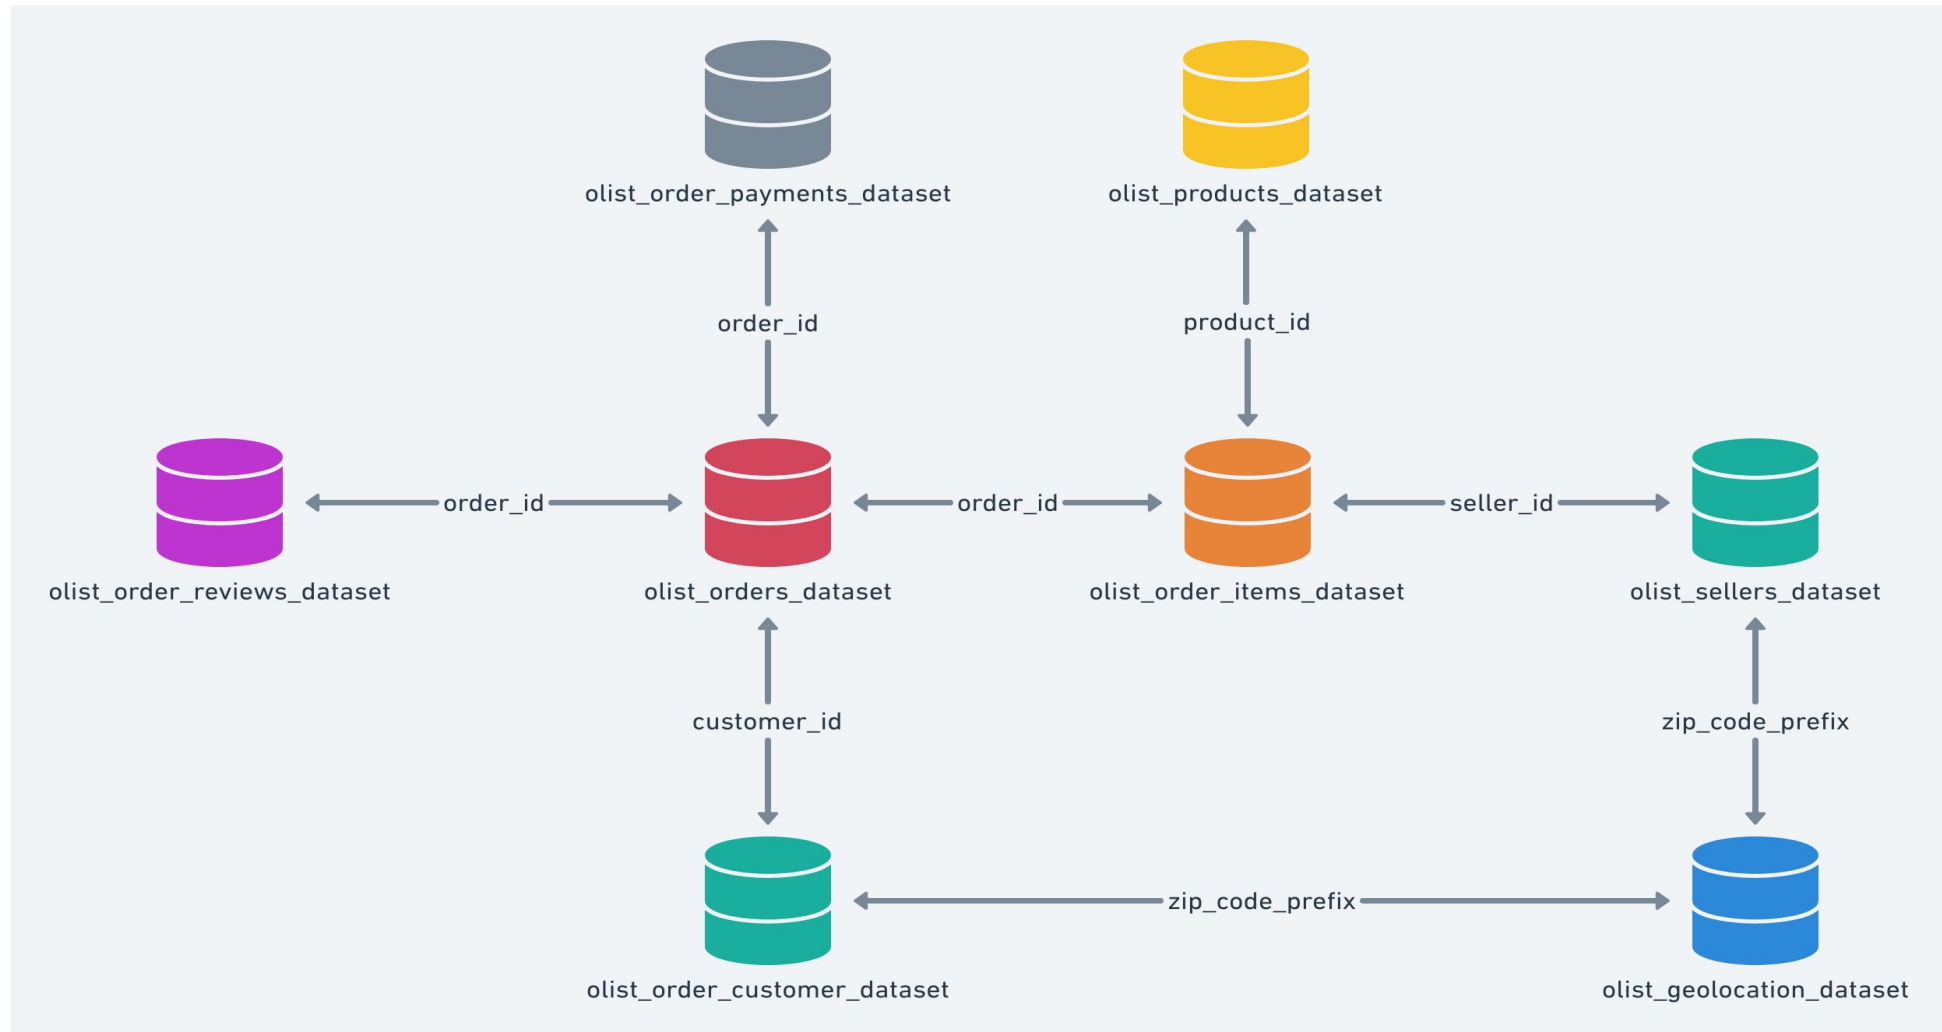 olist_order_payments_dataset
olist_products_dataset
order_id
product_id
order_id
order_id
seller_id
olist_order_reviews_dataset
olist_orders_dataset
olist_order_items_dataset
olist_sellers_dataset
customer_id
zip_code_prefix
zip_code_prefix
olist_order_customer_dataset
olist_geolocation_dataset